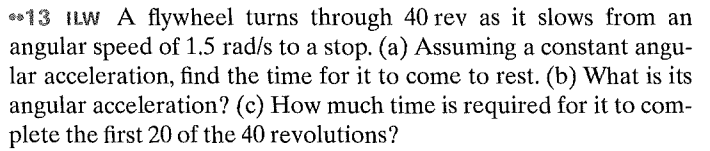 ••13 ILW A flywheel turns through 40 rev as it slows from an
angular speed of 1.5 rad/s to a stop. (a) Assuming a constant angu-
lar acceleration, find the time for it to come to rest. (b) What is its
angular acceleration? (c) How much time is required for it to com-
plete the first 20 of the 40 revolutions?